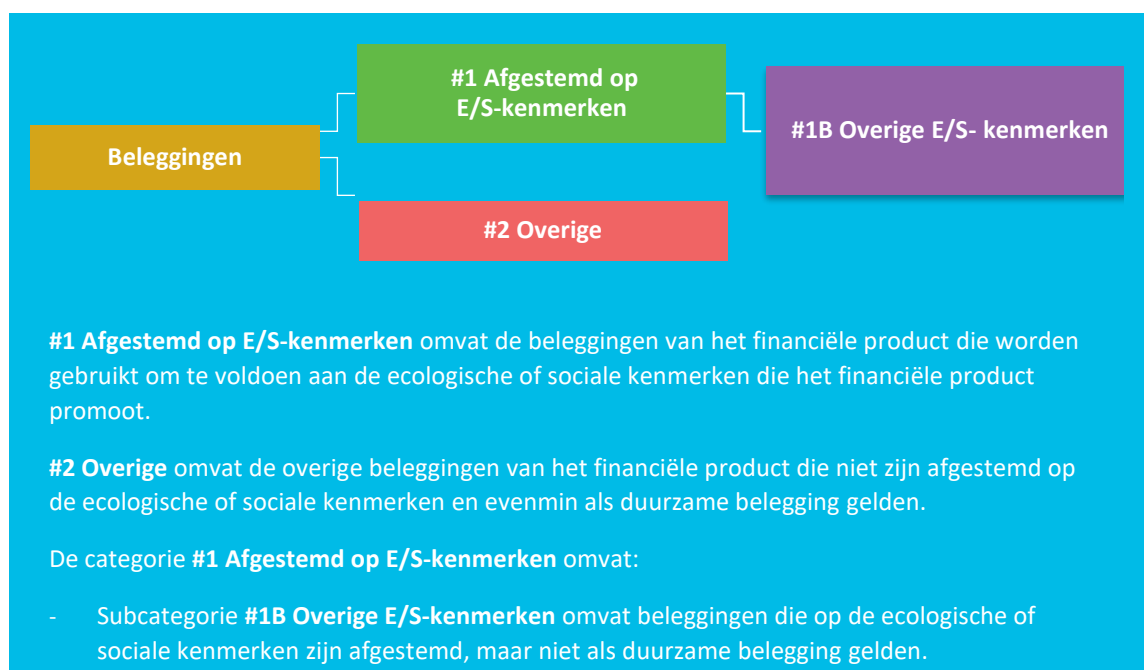 #1 Afgestemd op
E/S-kenmerken
#1B Overige E/S- kenmerken
Beleggingen
#2 Overige
#1 Afgestemd op E/S-kenmerken omvat de beleggingen van het financiële product die worden
gebruikt om te voldoen aan de ecologische of sociale kenmerken die het financiële product
promoot.
#2 Overige omvat de overige beleggingen van het financiële product die niet zijn afgestemd op
de ecologische of sociale kenmerken en evenmin als duurzame belegging gelden.
De categorie #1 Afgestemd op E/S-kenmerken omvat:
- Subcategorie #1B Overige E/S-kenmerken omvat beleggingen die op de ecologische of
sociale kenmerken zijn afgestemd, maar niet als duurzame belegging gelden.